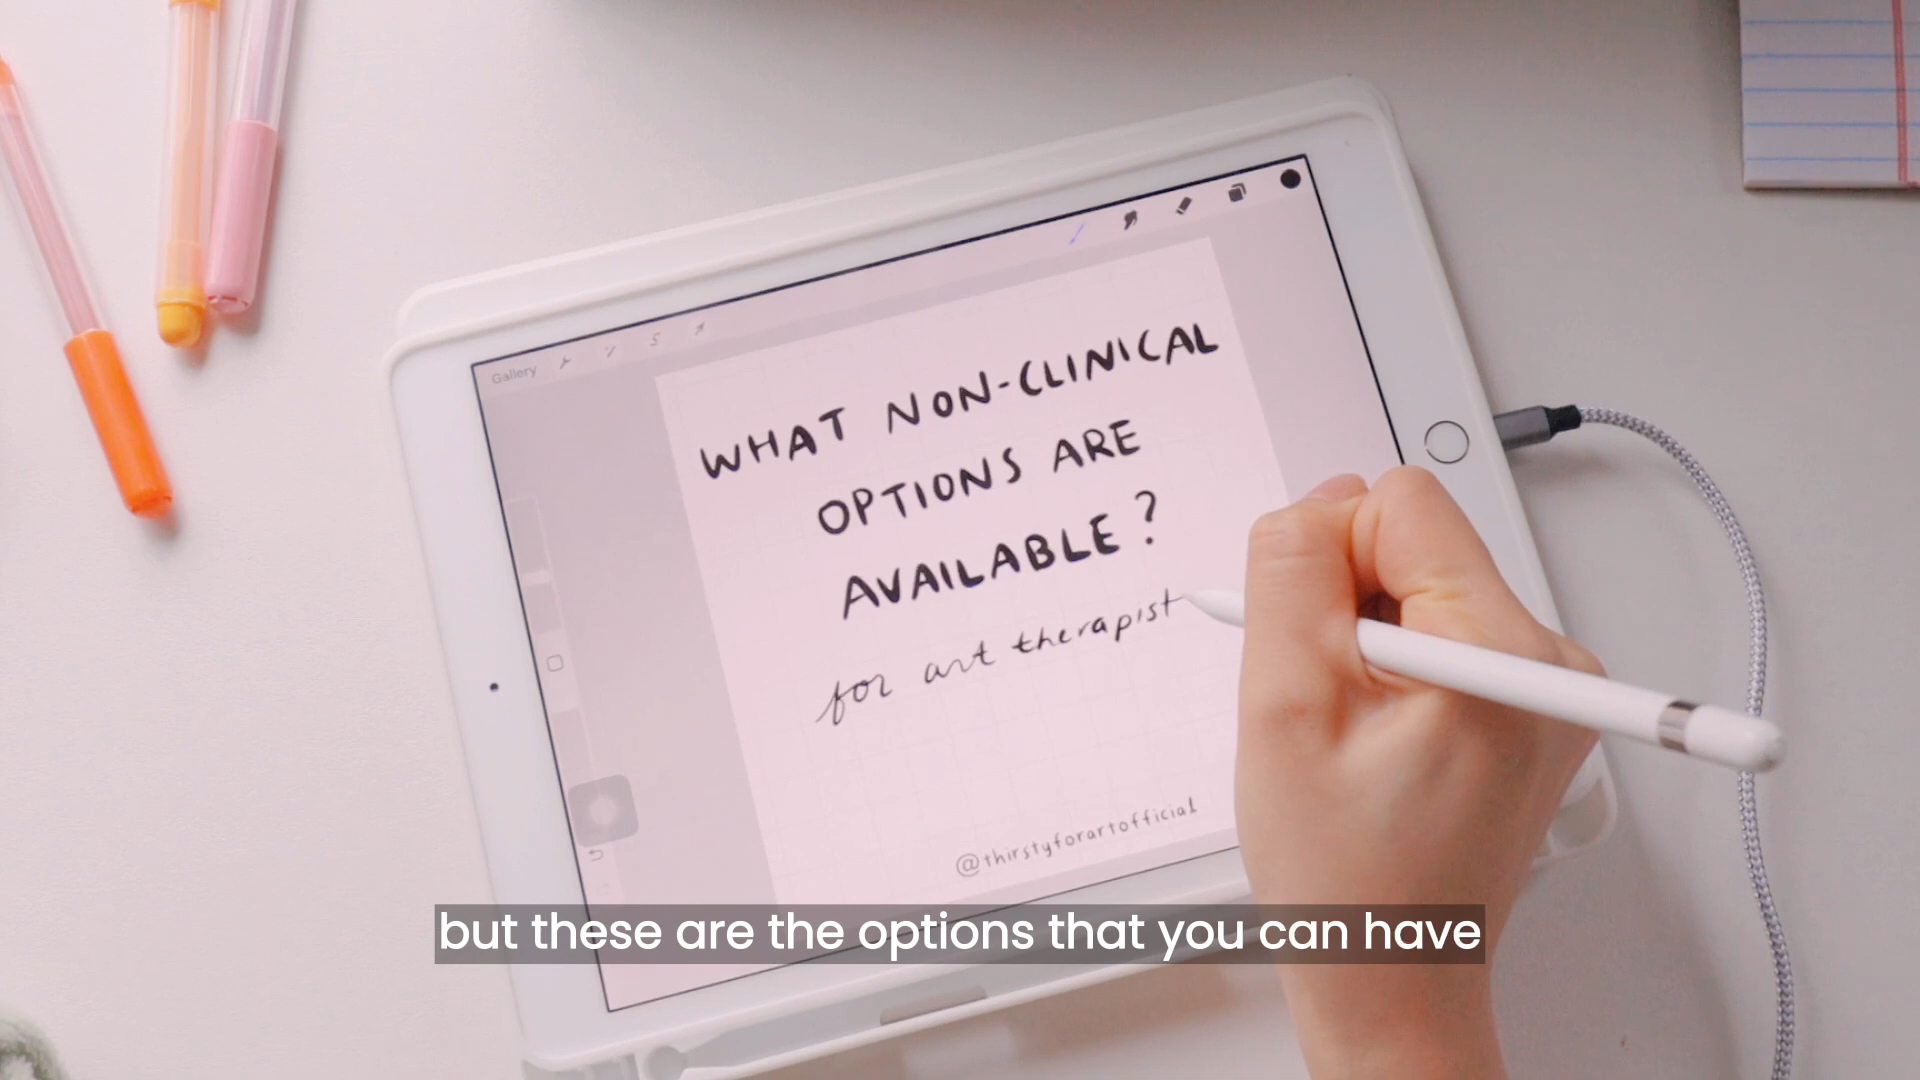 Gallery
WHAT NON-CLINICAL
OPTIONS ARE
AVAILABLE?
for art therapist
@thirstyforartofficial
but these are the options that you can have